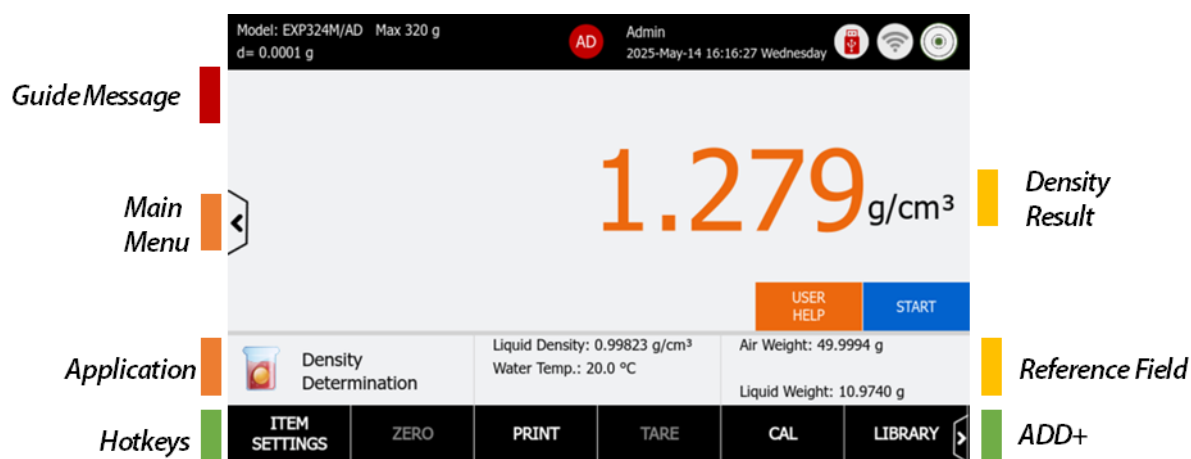 Model: EXP324M/AD Max 320 g
d= 0.0001 g
AD
Admin
2025-May-14 16:16:27 Wednesday
Guide Message
Main
Menu
1.279 g/cm³
Density
Result
USER
HELP
START
Application
Density
Determination
Liquid Density: 0.99823 g/cm³
Water Temp.: 20.0 °C
Air Weight: 49.9994 g
Liquid Weight: 10.9740 g
Reference Field
Hotkeys
ITEM
SETTINGS
ZERO
PRINT
TARE
CAL
LIBRARY
ADD+